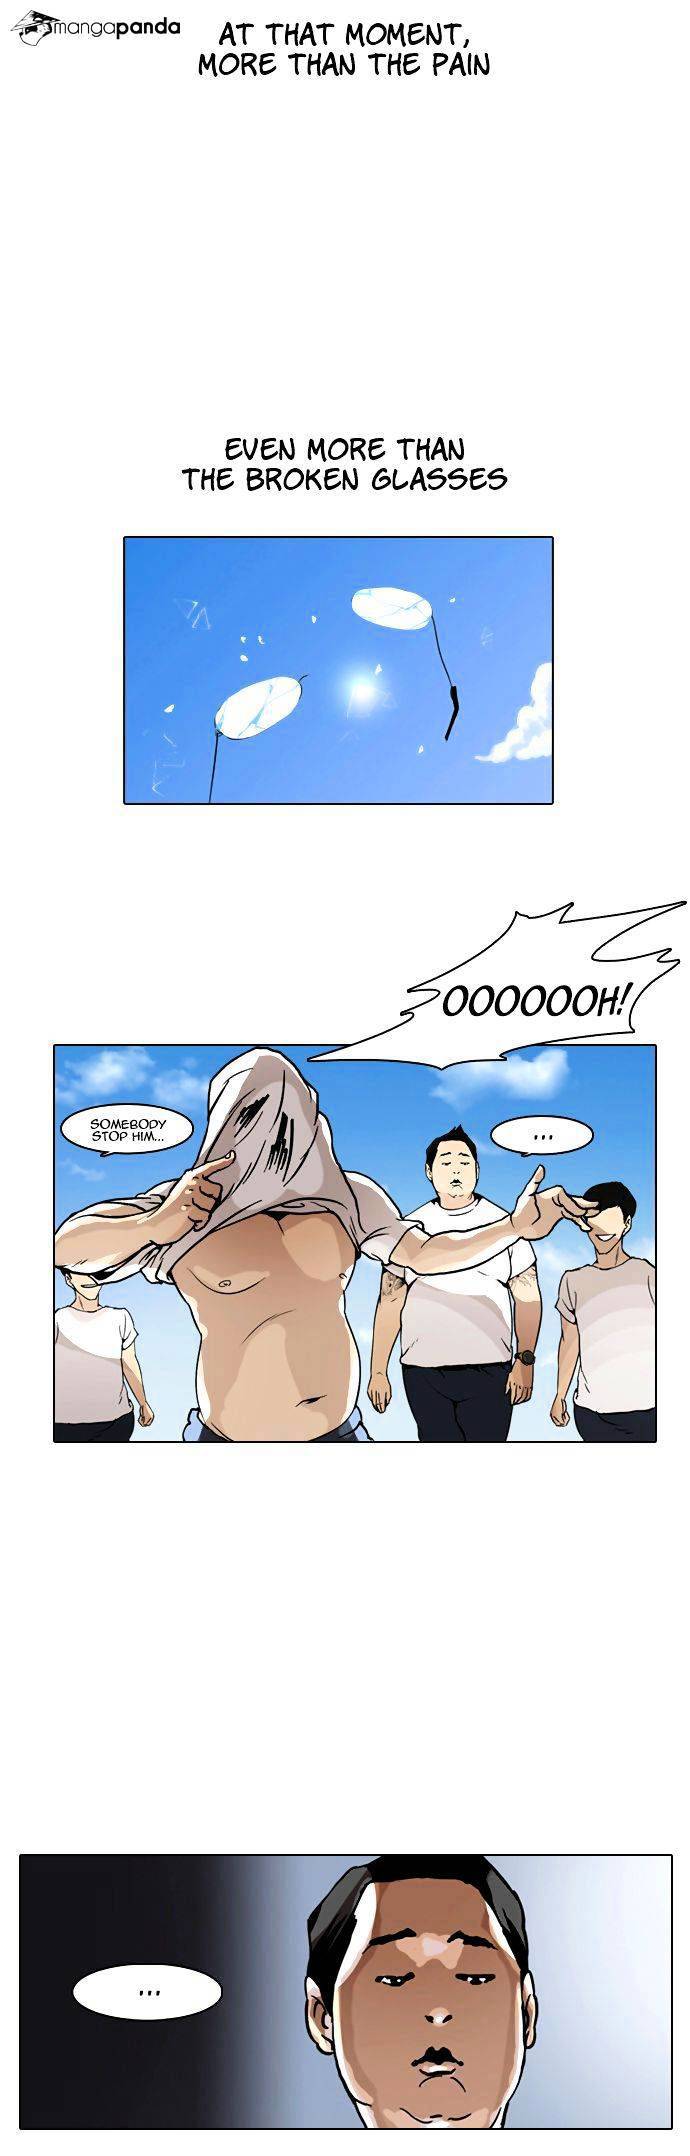 mangapanda
AT THAT MOMENT,
MORE THAN THE PAIN
EVEN MORE THAN
THE BROKEN GLASSES
OOOOOOH!
SOMEBODY
STOP HIM...
...
...